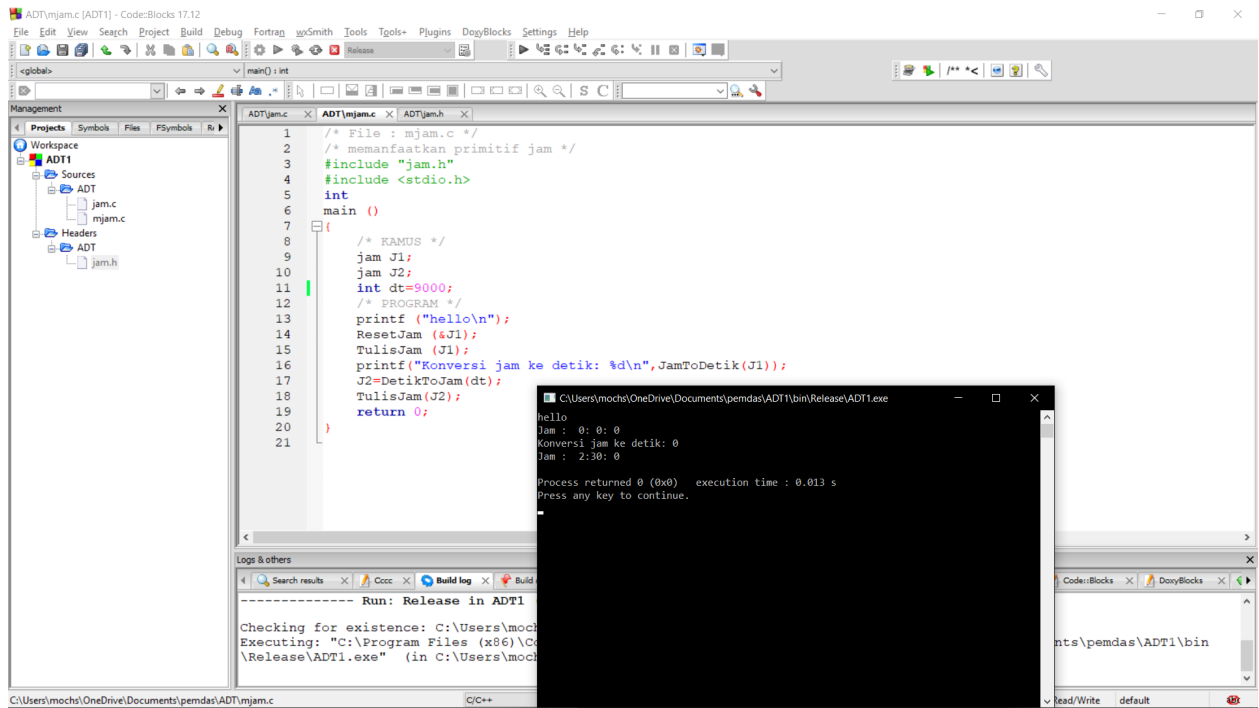 ADT\mjam.c [ADT1] - Code::Blocks 17.12
File Edit View Search Project Build Debug Fortran wxSmith Tools Tools+ Plugins DoxyBlocks Settings Help
Release
<global>
main() : int
/** *<
S C
Management
Projects Symbols Files FSymbols
Workspace
ADT1
Sources
ADT
jam.c
mjam.c
Headers
ADT
jam.h
ADT\jam.c ADT\mjam.c ADT\jam.h
1 /* File : mjam.c */
2 /* memanfaatkan primitif jam */
3 #include "jam.h"
4 #include <stdio.h>
5 int
6 main ()
7 {
8 /* KAMUS */
9 jam J1;
10 jam J2;
11 int dt=9000;
12 /* PROGRAM */
13 printf ("hello\n");
14 ResetJam (&J1);
15 TulisJam (J1);
16 printf("Konversi jam ke detik: %d\n",JamToDetik(J1));
17 J2=DetikToJam(dt);
18 TulisJam(J2);
19 return 0;
20 }
21
C:\Users\mochs\OneDrive\Documents\pemdas\ADT1\bin\Release\ADT1.exe
hello
Jam : 0: 0: 0
Konversi jam ke detik: 0
Jam : 2:30: 0
Process returned 0 (0x0) execution time : 0.013 s
Press any key to continue.
Logs & others
Search results Cccc Build log Build Code::Blocks DoxyBlocks
-------------- Run: Release in ADT1
Checking for existence: C:\Users\moch
Executing: "C:\Program Files (x86)\Co nts\pemdas\ADT1\bin
\Release\ADT1.exe" (in C:\Users\moch
C:\Users\mochs\OneDrive\Documents\pemdas\ADT\mjam.c C/C++ Read/Write default